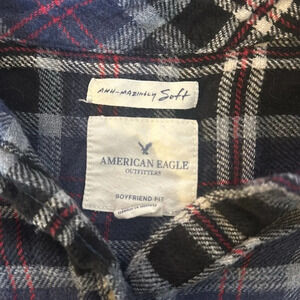 AHH-MAZINGLY Soft
AMERICAN EAGLE
OUTFITTERS
BOYFRIEND FIT